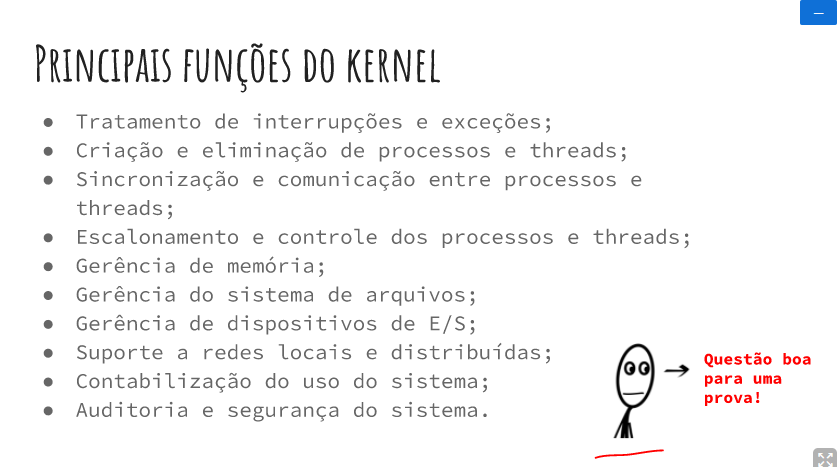 Principais funções do kernel
● Tratamento de interrupções e exceções;
● Criação e eliminação de processos e threads;
● Sincronização e comunicação entre processos e
threads;
● Escalonamento e controle dos processos e threads;
● Gerência de memória;
● Gerência do sistema de arquivos;
● Gerência de dispositivos de E/S;
● Suporte a redes locais e distribuídas;
● Contabilização do uso do sistema;
● Auditoria e segurança do sistema.
Questão boa
para uma
prova!